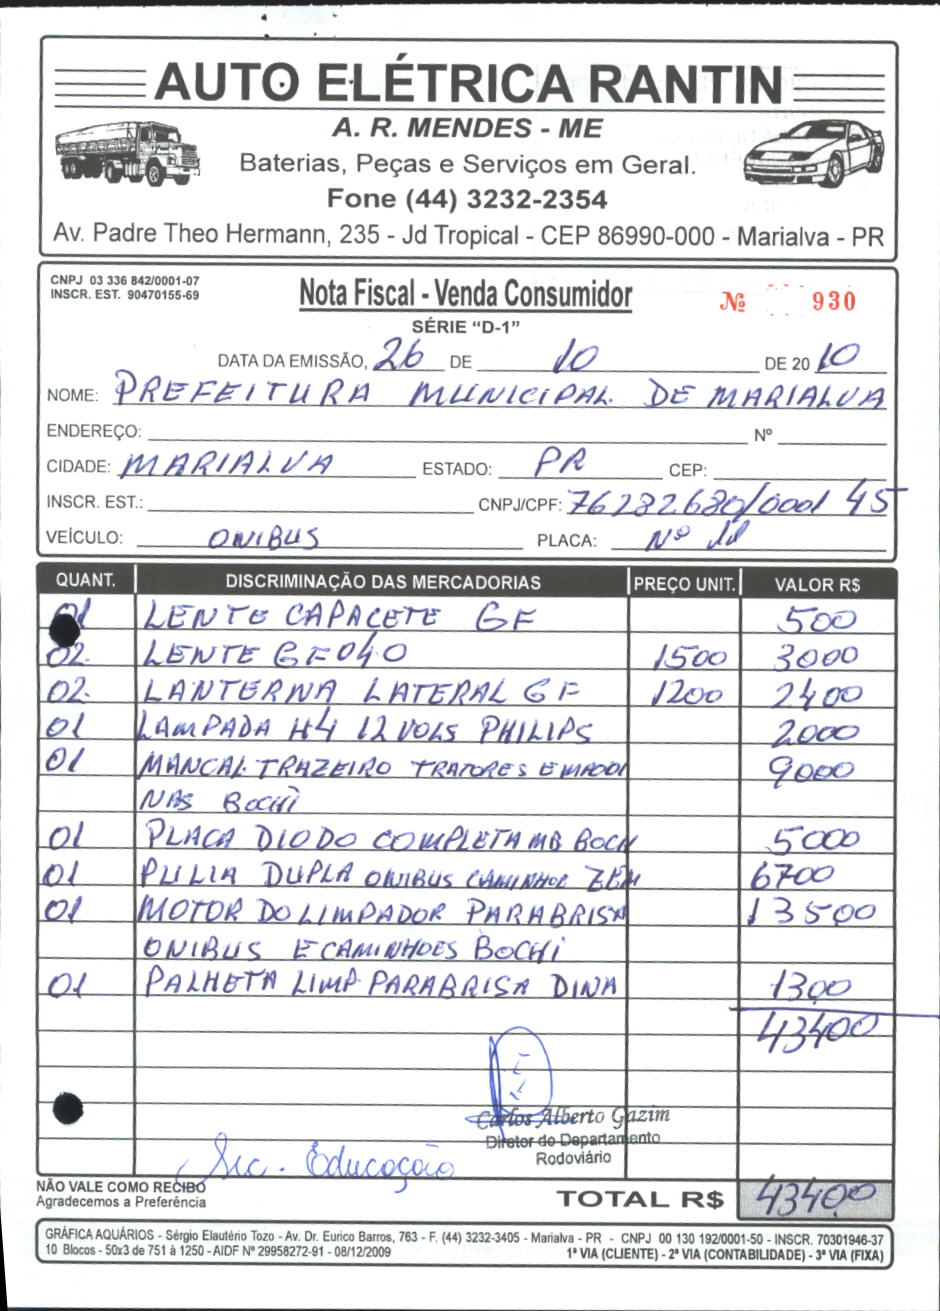 AUTO ELÉTRICA RANTIN
A. R. MENDES - ME
Baterias, Peças e Serviços em Geral.
Fone (44) 3232-2354
Av. Padre Theo Hermann, 235 - Jd Tropical - CEP 86990-000 - Marialva - PR
CNPJ 03 336 842/0001-07
INSCR. EST. 90470155-69
Nota Fiscal - Venda Consumidor
Nº 930
SÉRIE "D-1"
DATA DA EMISSÃO, 26 DE 10 DE 2010
NOME: PREFEITURA MUNICIPAL DE MARIALVA
ENDEREÇO: Nº
CIDADE: MARIALVA ESTADO: PR CEP:
INSCR. EST.: CNPJ/CPF: 76282680/0001 45
VEÍCULO: ONIBUS PLACA: Nº 11
QUANT. DISCRIMINAÇÃO DAS MERCADORIAS PREÇO UNIT. VALOR R$
01 LENTE CAPACETE GF 500
02. LENTE GF040 1500 3000
02. LANTERNA LATERAL GF 1200 2400
01 LAMPADA H4 12 VOLS PHILIPS 2000
01 MANCAL TRAZEIRO TRATORES E MAQUI 9000
NAS BOCHI
01 PLACA DIODO COMPLETA MB BOCH 5000
01 PULIA DUPLA ONIBUS CAMINHOE ZEN 6700
01 MOTOR DO LIMPADOR PARABRISA 13500
ONIBUS E CAMINHOES BOCHI
01 PALHETA LIMP. PARABRISA DINA 1300
43400
Carlos Alberto Gazim
Diretor do Departamento
Rodoviário
Sec. Educação
NÃO VALE COMO RECIBO
Agradecemos a Preferência
TOTAL R$ 43400
GRÁFICA AQUÁRIOS - Sérgio Elautério Tozo - Av. Dr. Eurico Barros, 763 - F. (44) 3232-3405 - Marialva - PR - CNPJ 00 130 192/0001-50 - INSCR. 70301946-37
10 Blocos - 50x3 de 751 à 1250 - AIDF Nº 29958272-91 - 08/12/2009 1ª VIA (CLIENTE) - 2ª VIA (CONTABILIDADE) - 3ª VIA (FIXA)